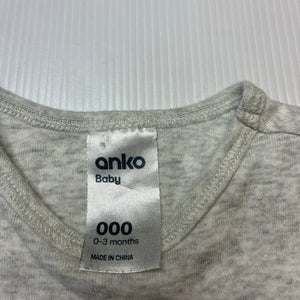 anko
Baby
000
0-3 months
MADE IN CHINA